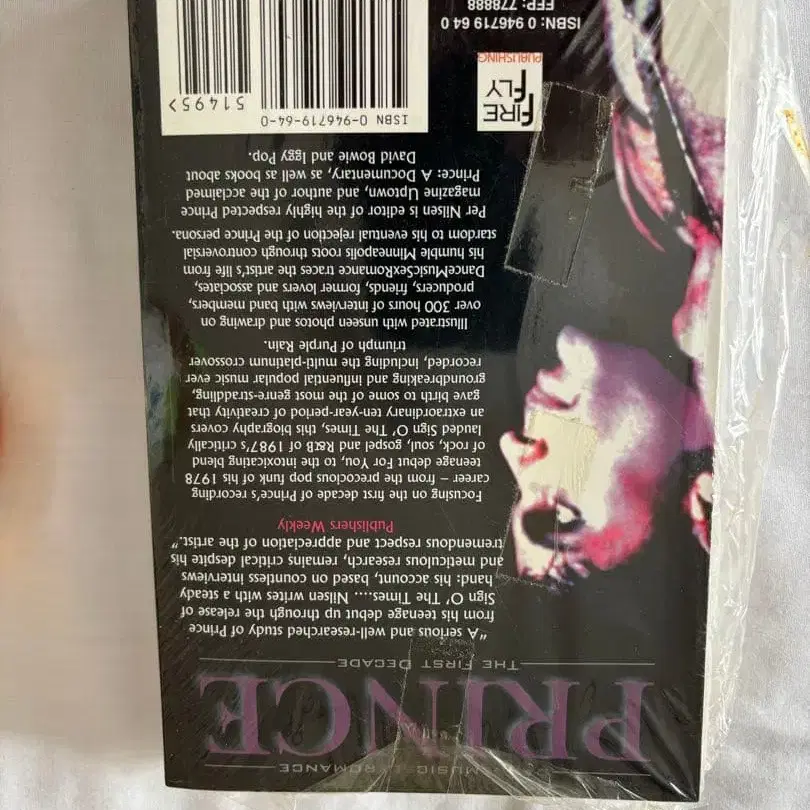 MUSIC ROMANCE
PRINCE
THE FIRST DECADE
"A serious and well-researched study of Prince
from his teenage debut up through the release of
Sign O' The Times.... Nilsen writes with a steady
hand: his account, based on countless interviews
and meticulous research, remains critical despite his
tremendous respect and appreciation of the artist."
Publishers Weekly
Focusing on the first decade of Prince's recording
career – from the precocious pop funk of his 1978
teenage debut For You, to the intoxicating blend
of rock, soul, gospel and R&B of 1987's critically
lauded Sign O' The Times, this biography covers
an extraordinary ten-year-period of creativity that
gave birth to some of the most genre-straddling,
groundbreaking and influential popular music ever
recorded, including the multi-platinum crossover
triumph of Purple Rain.
Illustrated with unseen photos and drawing on
over 300 hours of interviews with band members,
producers, friends, former lovers and associates,
DanceMusicSexRomance traces the artist's life from
his humble Minneapolis roots through controversial
stardom to his eventual rejection of the Prince persona.
Per Nilsen is editor of the highly respected Prince
magazine Uptown, and author of the acclaimed
Prince: A Documentary, as well as books about
David Bowie and Iggy Pop.
FIRE
FLY
PUBLISHING
ISBN 0-946719-64-0
51495>
ISBN: 0 946719 64 0
EFP: 778888